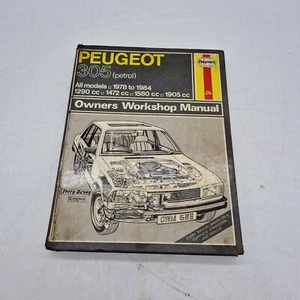 Haynes
PEUGEOT
305 (petrol)
All models □ 1978 to 1984
1290 cc □ 1472 cc □ 1580 cc □ 1905 cc
Owners Workshop Manual